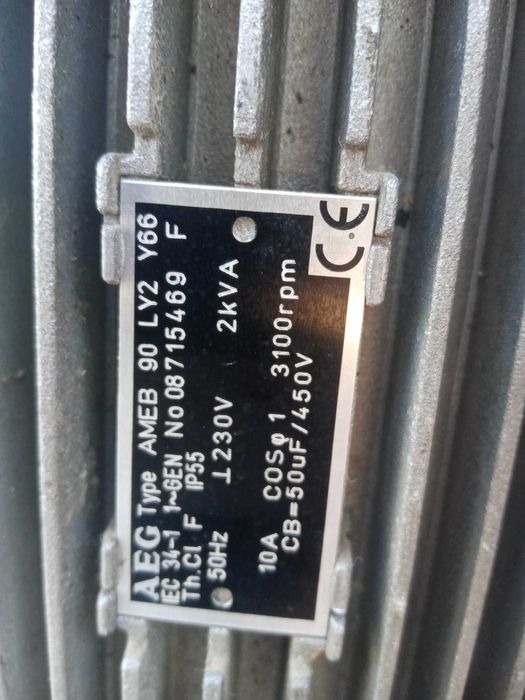 AEG Type AMEB 90 LY2 Y66
IEC 34-1 1~GEN No 08715469 F
Th.Cl F IP55
50Hz ⊥230V 2kVA
10A COSφ 1 3100rpm
CB=50uF/450V
CE